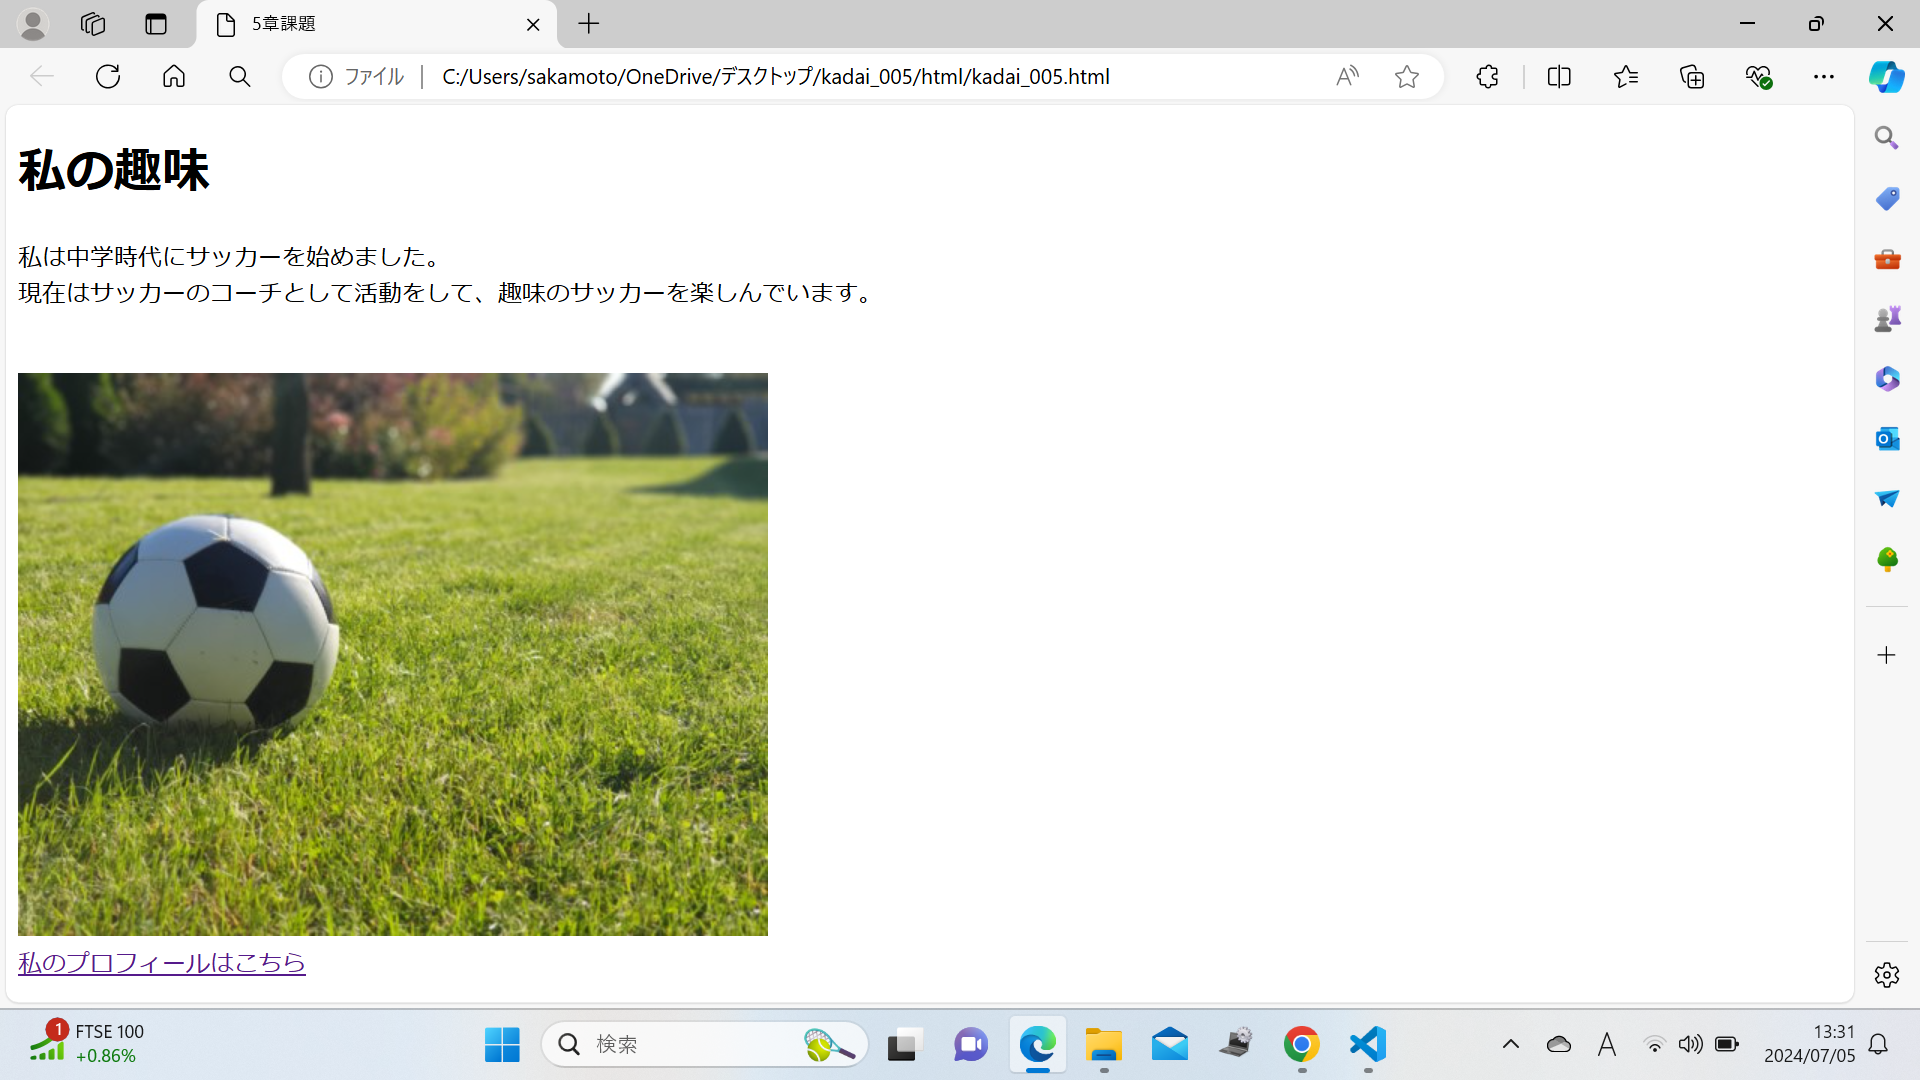 5章課題
ファイル
C:/Users/sakamoto/OneDrive/デスクトップ/kadai_005/html/kadai_005.html
私の趣味
私は中学時代にサッカーを始めました。
現在はサッカーのコーチとして活動をして、趣味のサッカーを楽しんでいます。
私のプロフィールはこちら
1
FTSE 100
+0.86%
検索
A
13:31
2024/07/05